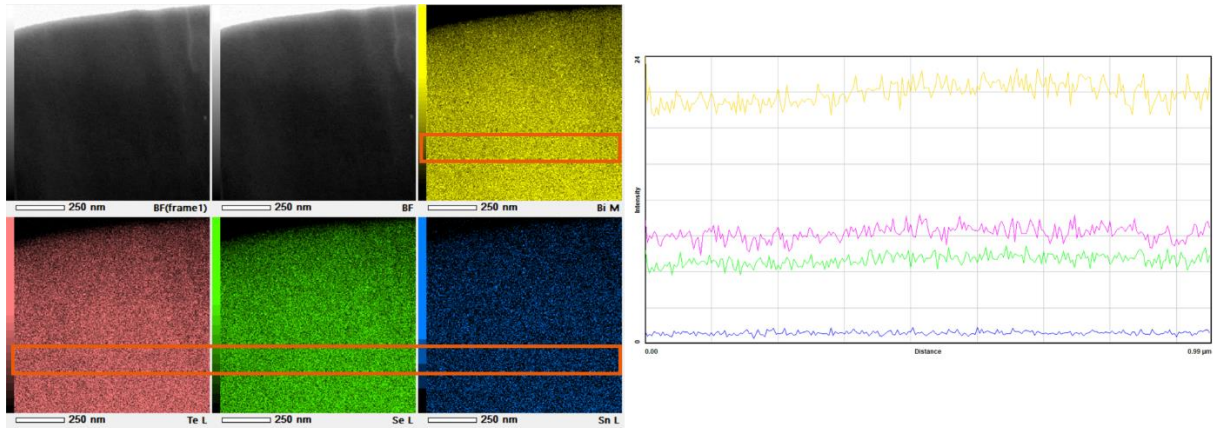 250 nm BF(frame1)
250 nm BF
250 nm Bi M
250 nm Te L
250 nm Se L
250 nm Sn L
24
Intensity
0
0.00 Distance 0.99 µm